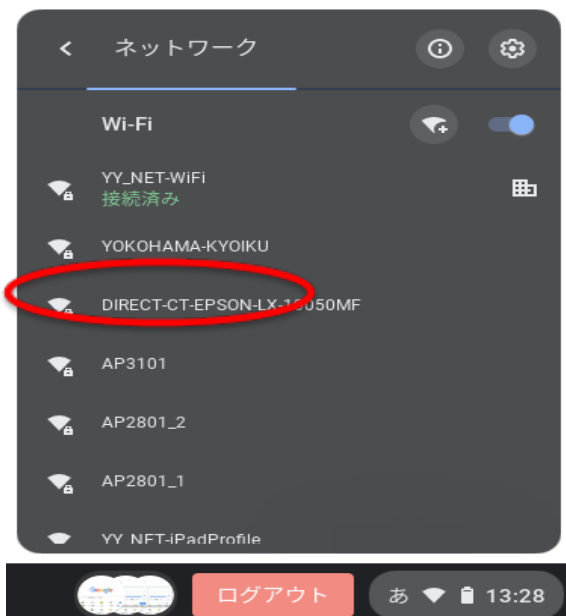 ネットワーク
Wi-Fi
YY_NET-WiFi
接続済み
YOKOHAMA-KYOIKU
DIRECT-CT-EPSON-LX-10050MF
AP3101
AP2801_2
AP2801_1
YY_NET-iPadProfile
ログアウト
あ 13:28